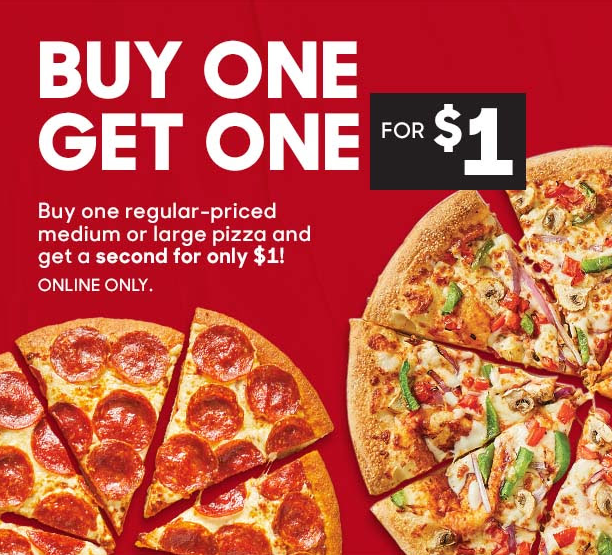 BUY ONE
GET ONE
FOR $1
Buy one regular-priced
medium or large pizza and
get a second for only $1!
ONLINE ONLY.